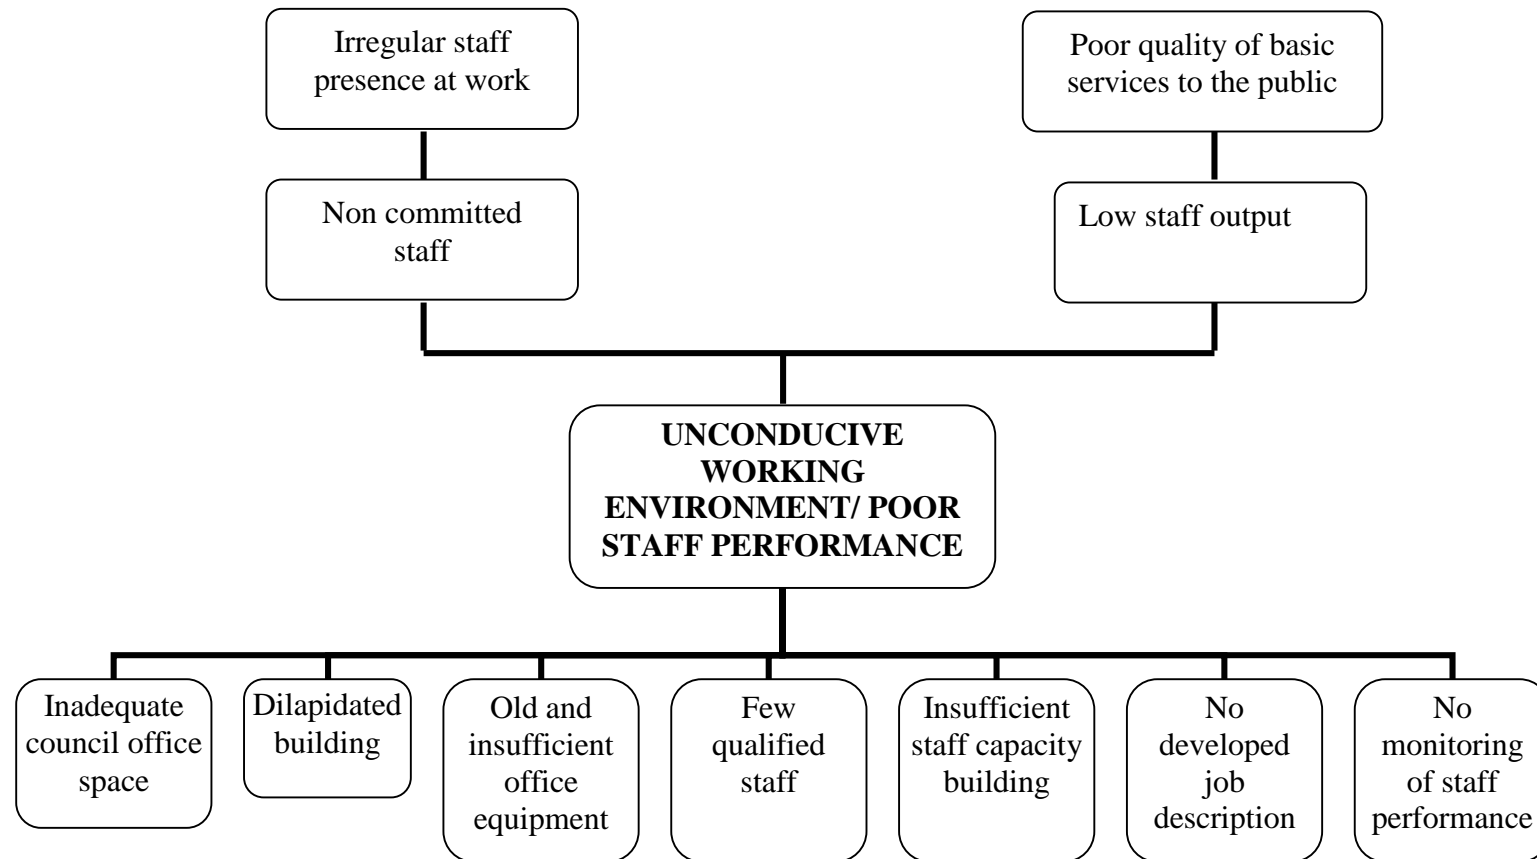 Irregular staff
presence at work
Poor quality of basic
services to the public
Non committed
staff
Low staff output
UNCONDUCIVE
WORKING
ENVIRONMENT/ POOR
STAFF PERFORMANCE
Inadequate
council office
space
Dilapidated
building
Old and
insufficient
office
equipment
Few
qualified
staff
Insufficient
staff capacity
building
No
developed
job
description
No
monitoring
of staff
performance